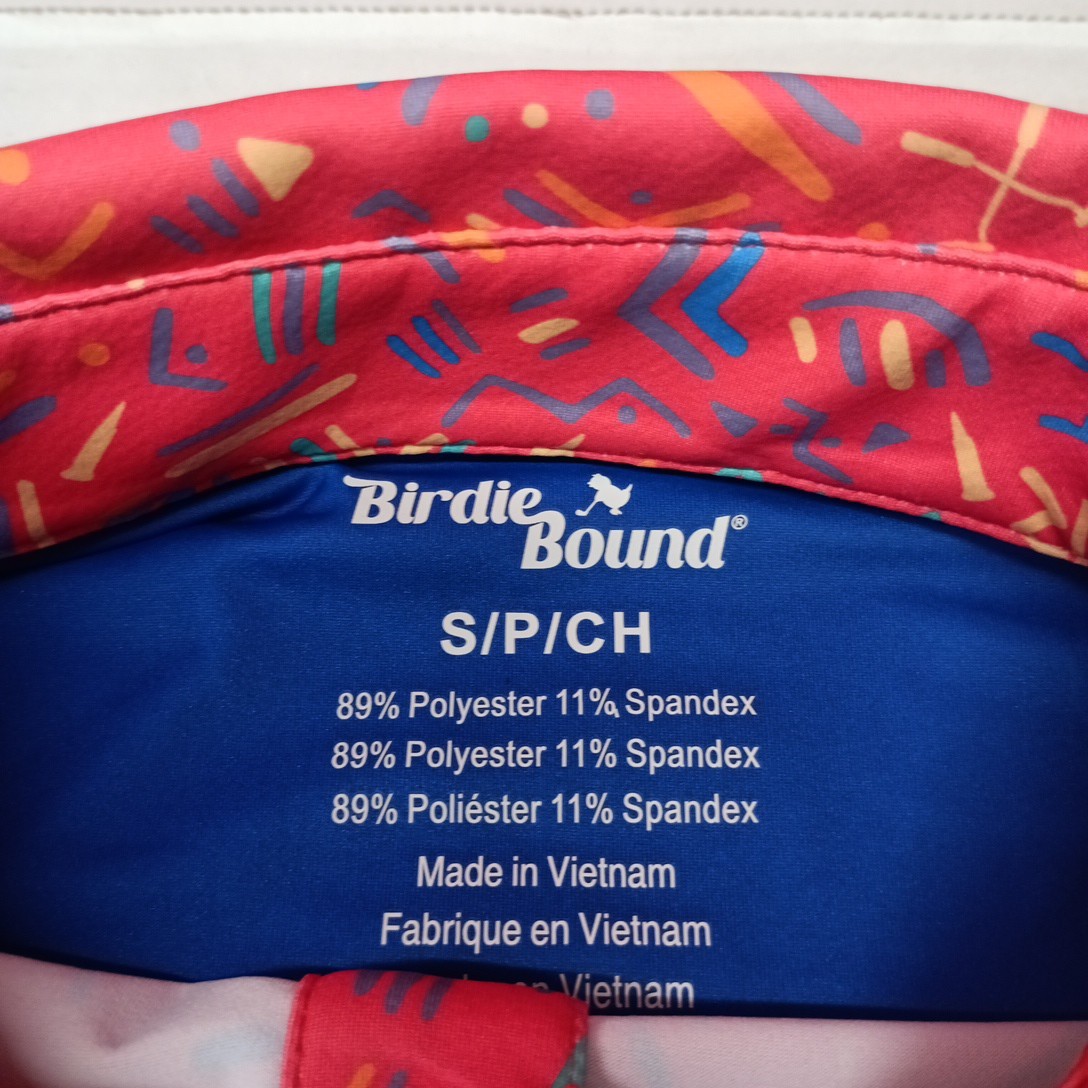 Birdie
Bound®
S/P/CH
89% Polyester 11% Spandex
89% Polyester 11% Spandex
89% Poliéster 11% Spandex
Made in Vietnam
Fabrique en Vietnam
en Vietnam